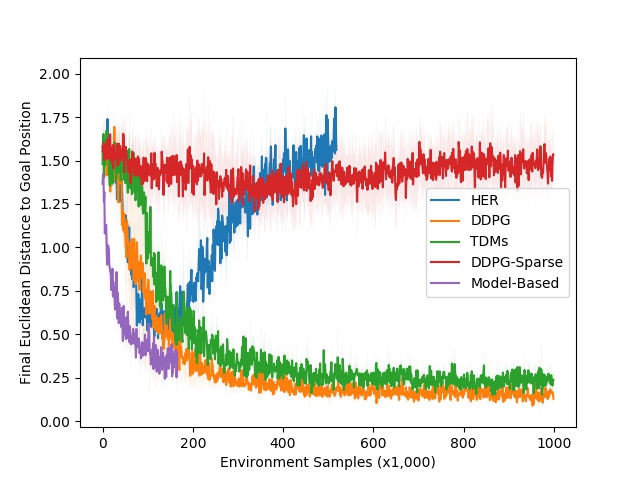 2.00
1.75
1.50
1.25
1.00
0.75
0.50
0.25
0.00
Final Euclidean Distance to Goal Position
HER
DDPG
TDMs
DDPG-Sparse
Model-Based
0 200 400 600 800 1000
Environment Samples (x1,000)